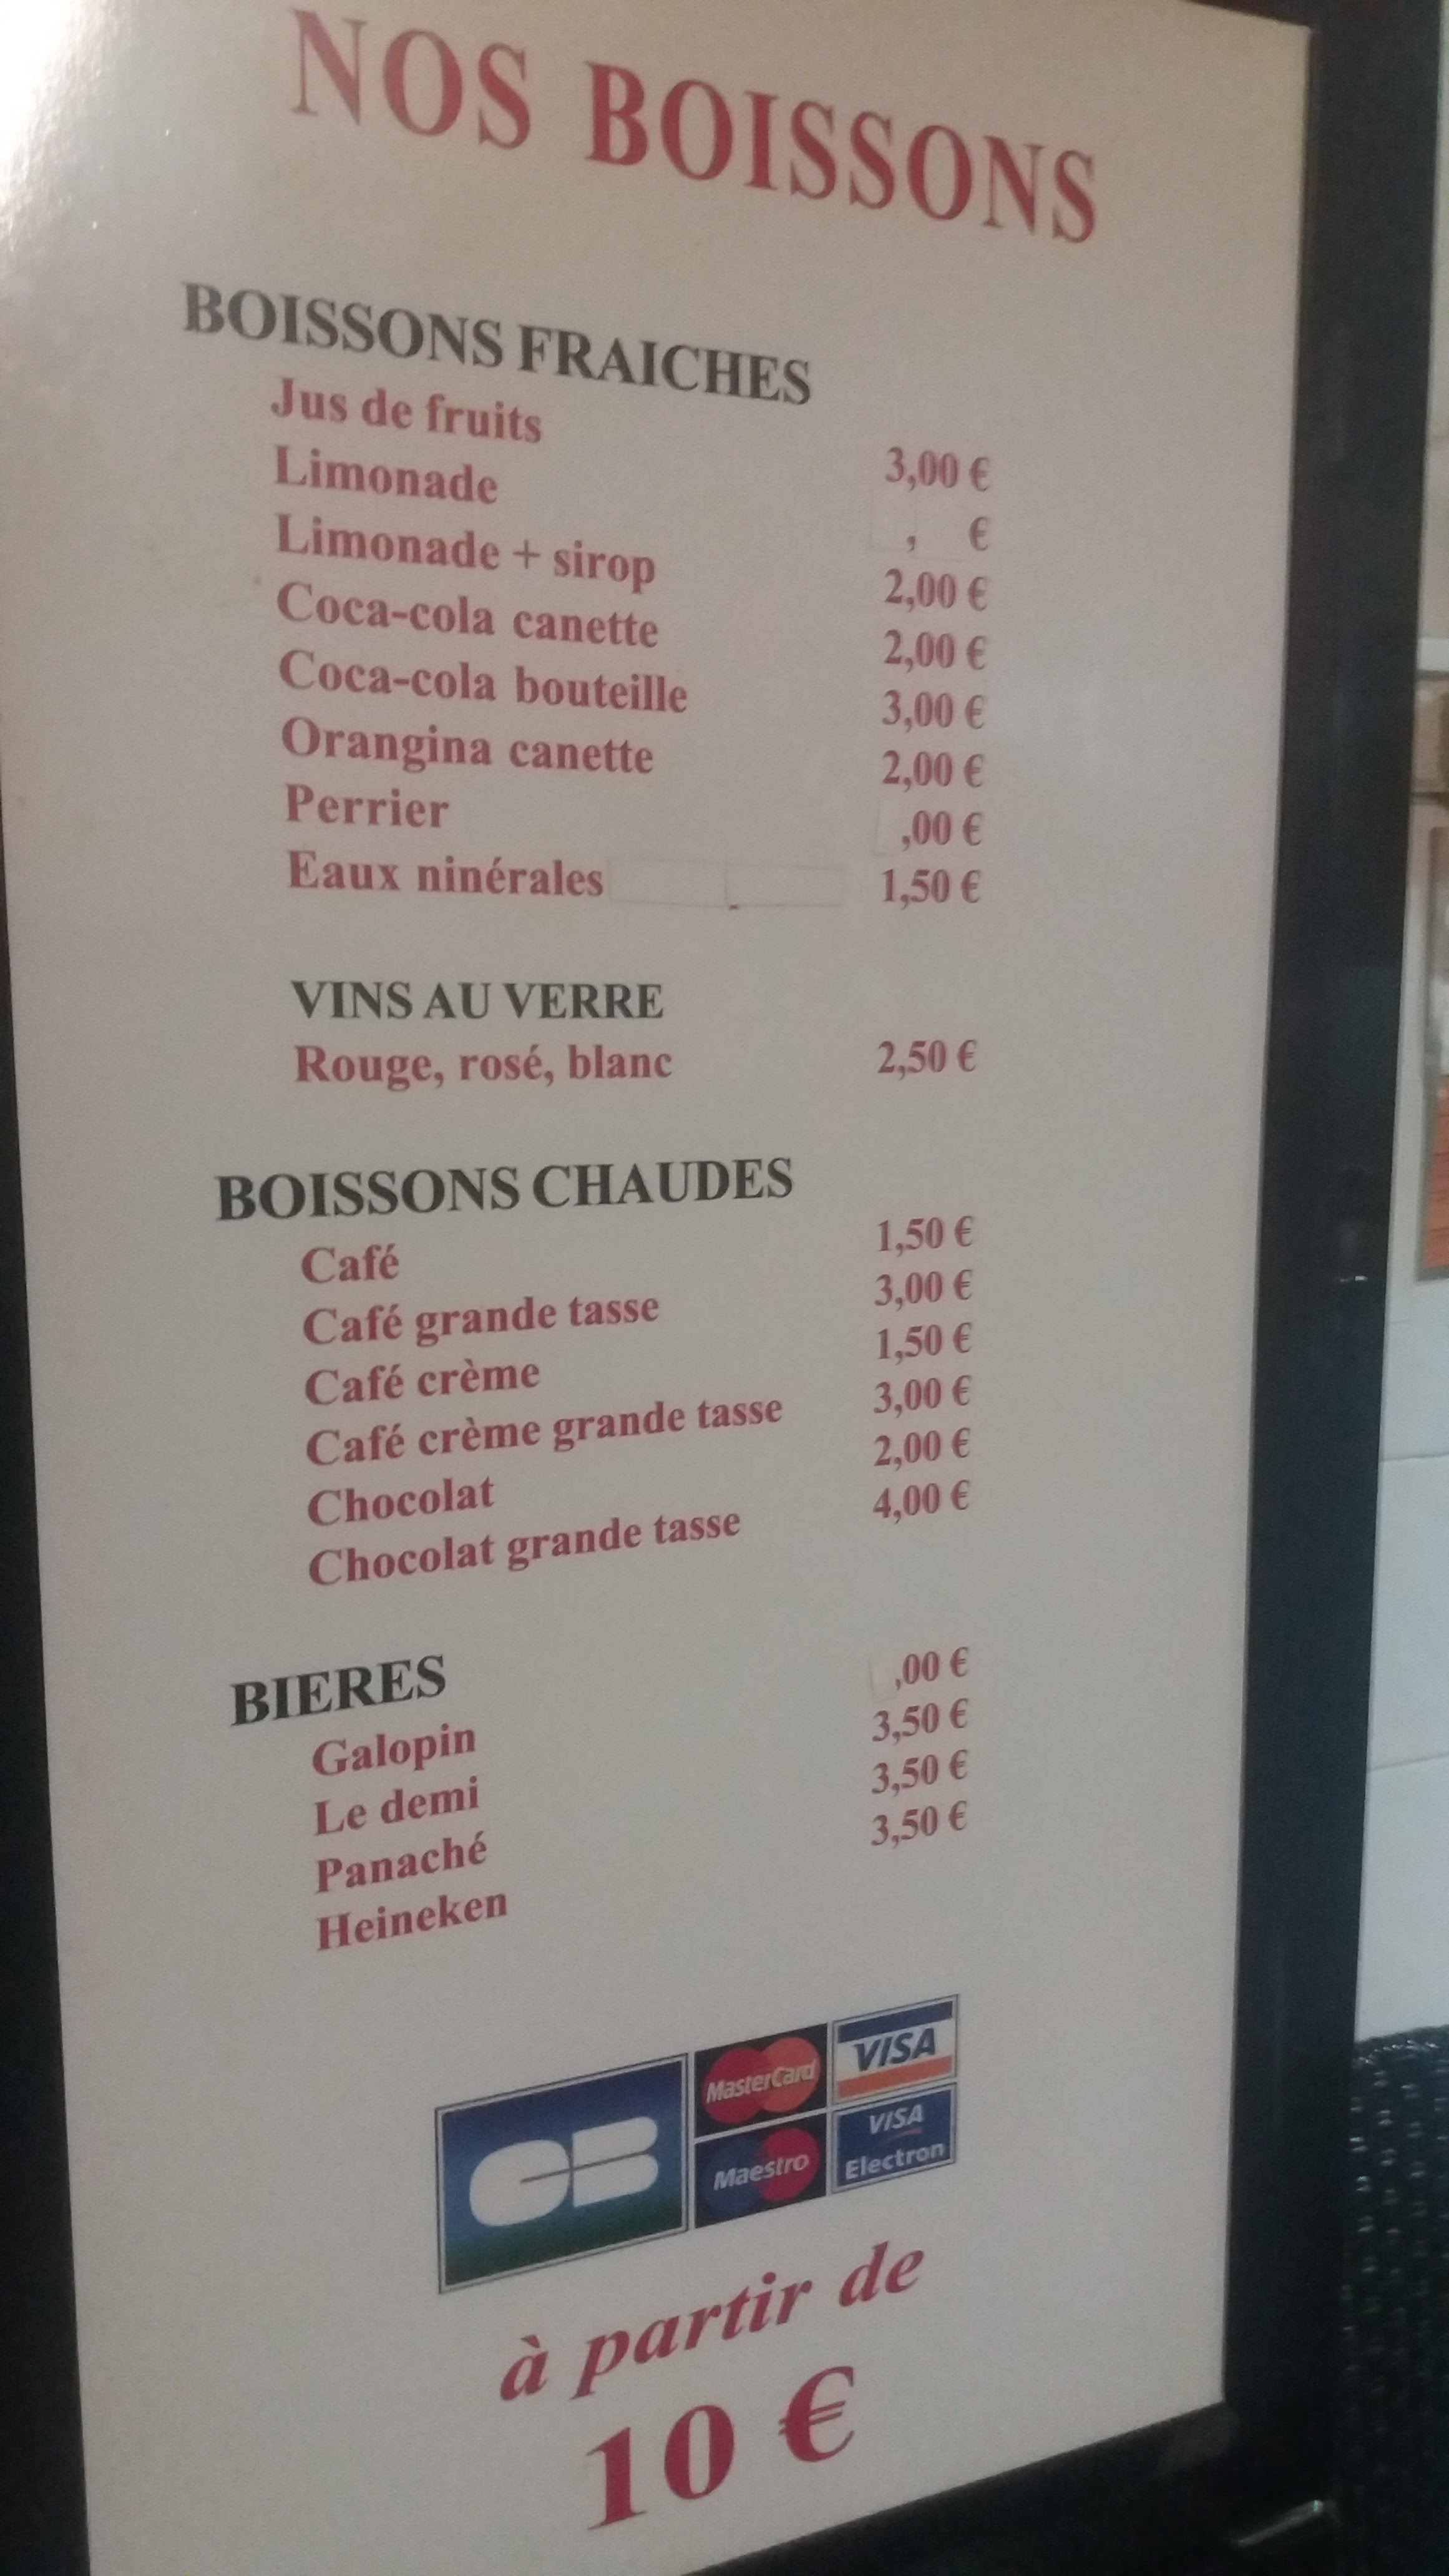 NOS BOISSONS
BOISSONS FRAICHES
Jus de fruits 3,00 €
Limonade , €
Limonade + sirop 2,00 €
Coca-cola canette 2,00 €
Coca-cola bouteille 3,00 €
Orangina canette 2,00 €
Perrier ,00 €
Eaux ninérales 1,50 €
VINS AU VERRE
Rouge, rosé, blanc 2,50 €
BOISSONS CHAUDES
Café 1,50 €
Café grande tasse 3,00 €
Café crème 1,50 €
Café crème grande tasse 3,00 €
Chocolat 2,00 €
Chocolat grande tasse 4,00 €
BIERES
Galopin ,00 €
Le demi 3,50 €
Panaché 3,50 €
Heineken 3,50 €
CB MasterCard VISA
Maestro VISA Electron
à partir de
10 €